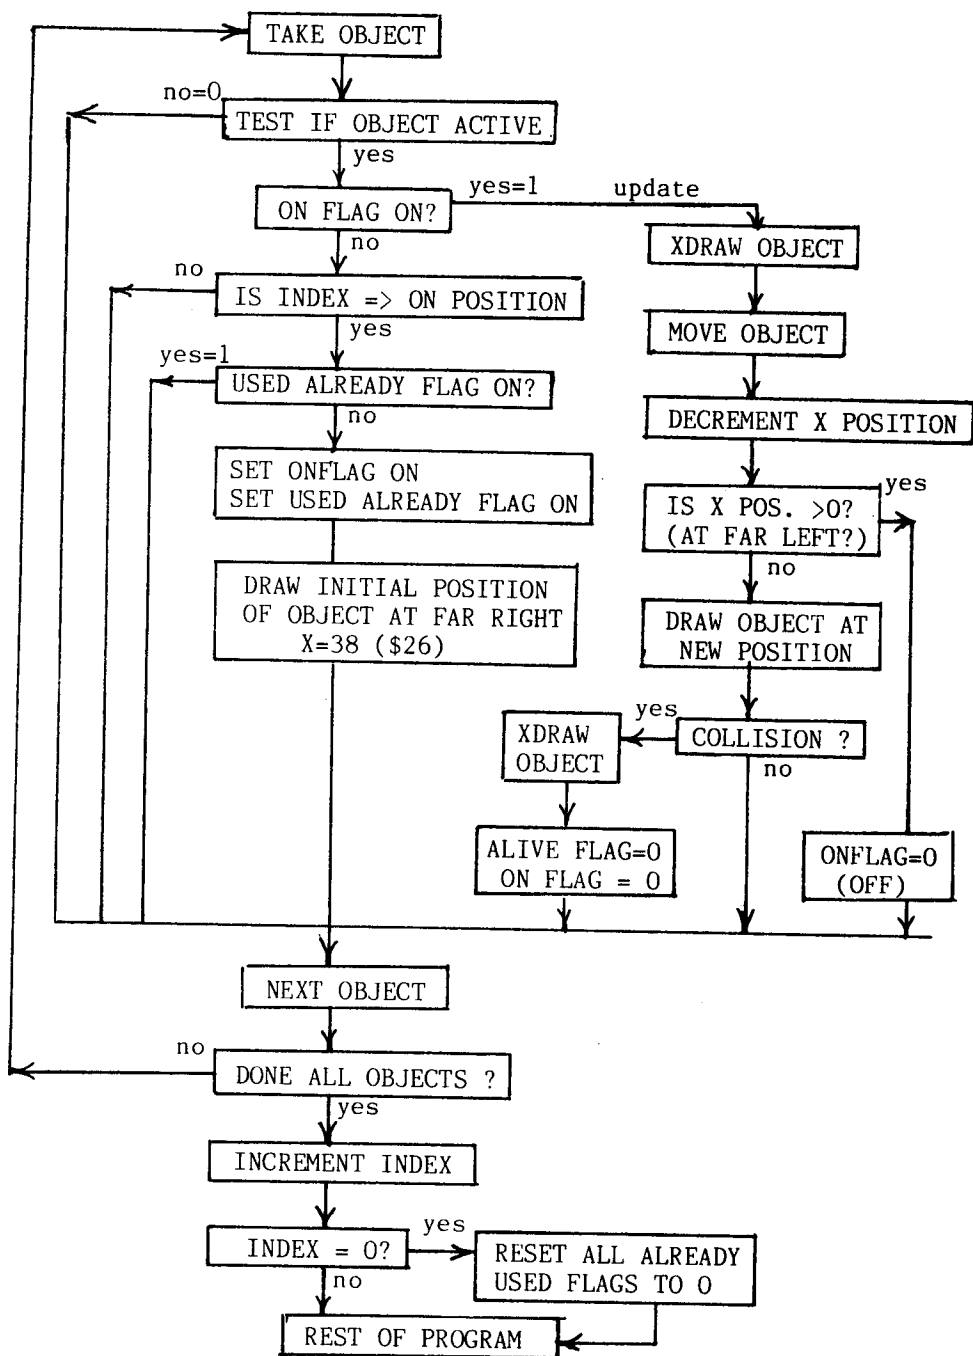 TAKE OBJECT
no=0
TEST IF OBJECT ACTIVE
yes
ON FLAG ON?
yes=1
update
no
XDRAW OBJECT
no
IS INDEX => ON POSITION
yes
MOVE OBJECT
yes=1
USED ALREADY FLAG ON?
no
DECREMENT X POSITION
SET ONFLAG ON
SET USED ALREADY FLAG ON
IS X POS. >0?
(AT FAR LEFT?)
yes
no
DRAW INITIAL POSITION
OF OBJECT AT FAR RIGHT
X=38 ($26)
DRAW OBJECT AT
NEW POSITION
COLLISION ?
yes
no
XDRAW
OBJECT
ALIVE FLAG=0
ON FLAG = 0
ONFLAG=0
(OFF)
NEXT OBJECT
no
DONE ALL OBJECTS ?
yes
INCREMENT INDEX
INDEX = 0?
yes
no
RESET ALL ALREADY
USED FLAGS TO 0
REST OF PROGRAM